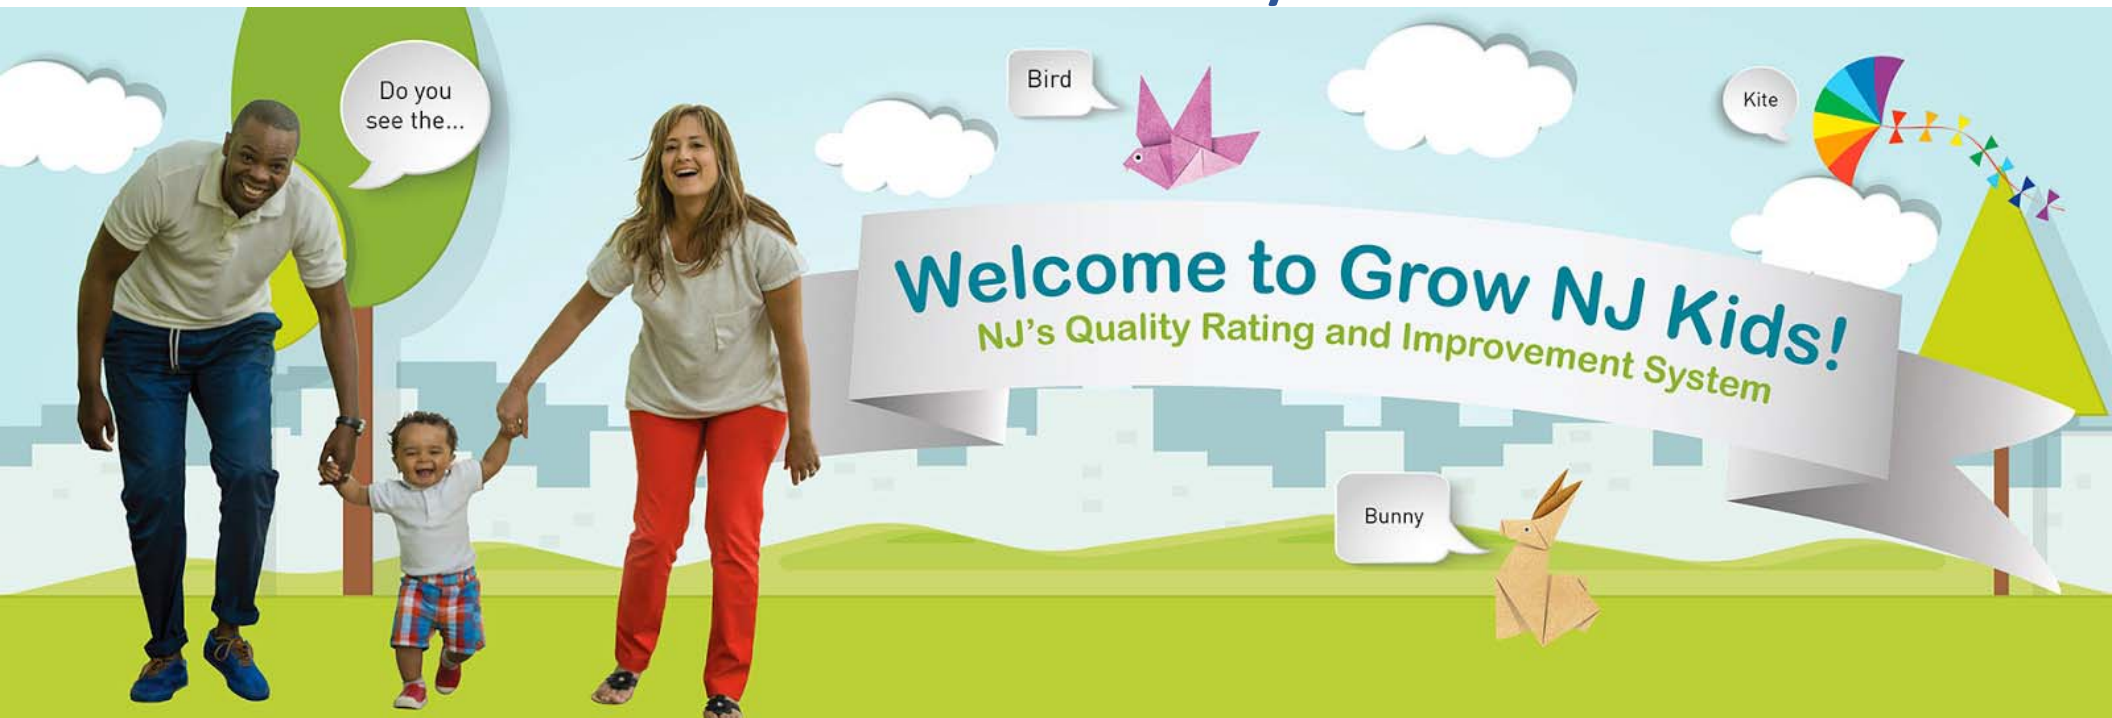 Do you
see the...
Bird
Kite
Welcome to Grow NJ Kids!
NJ's Quality Rating and Improvement System
Bunny